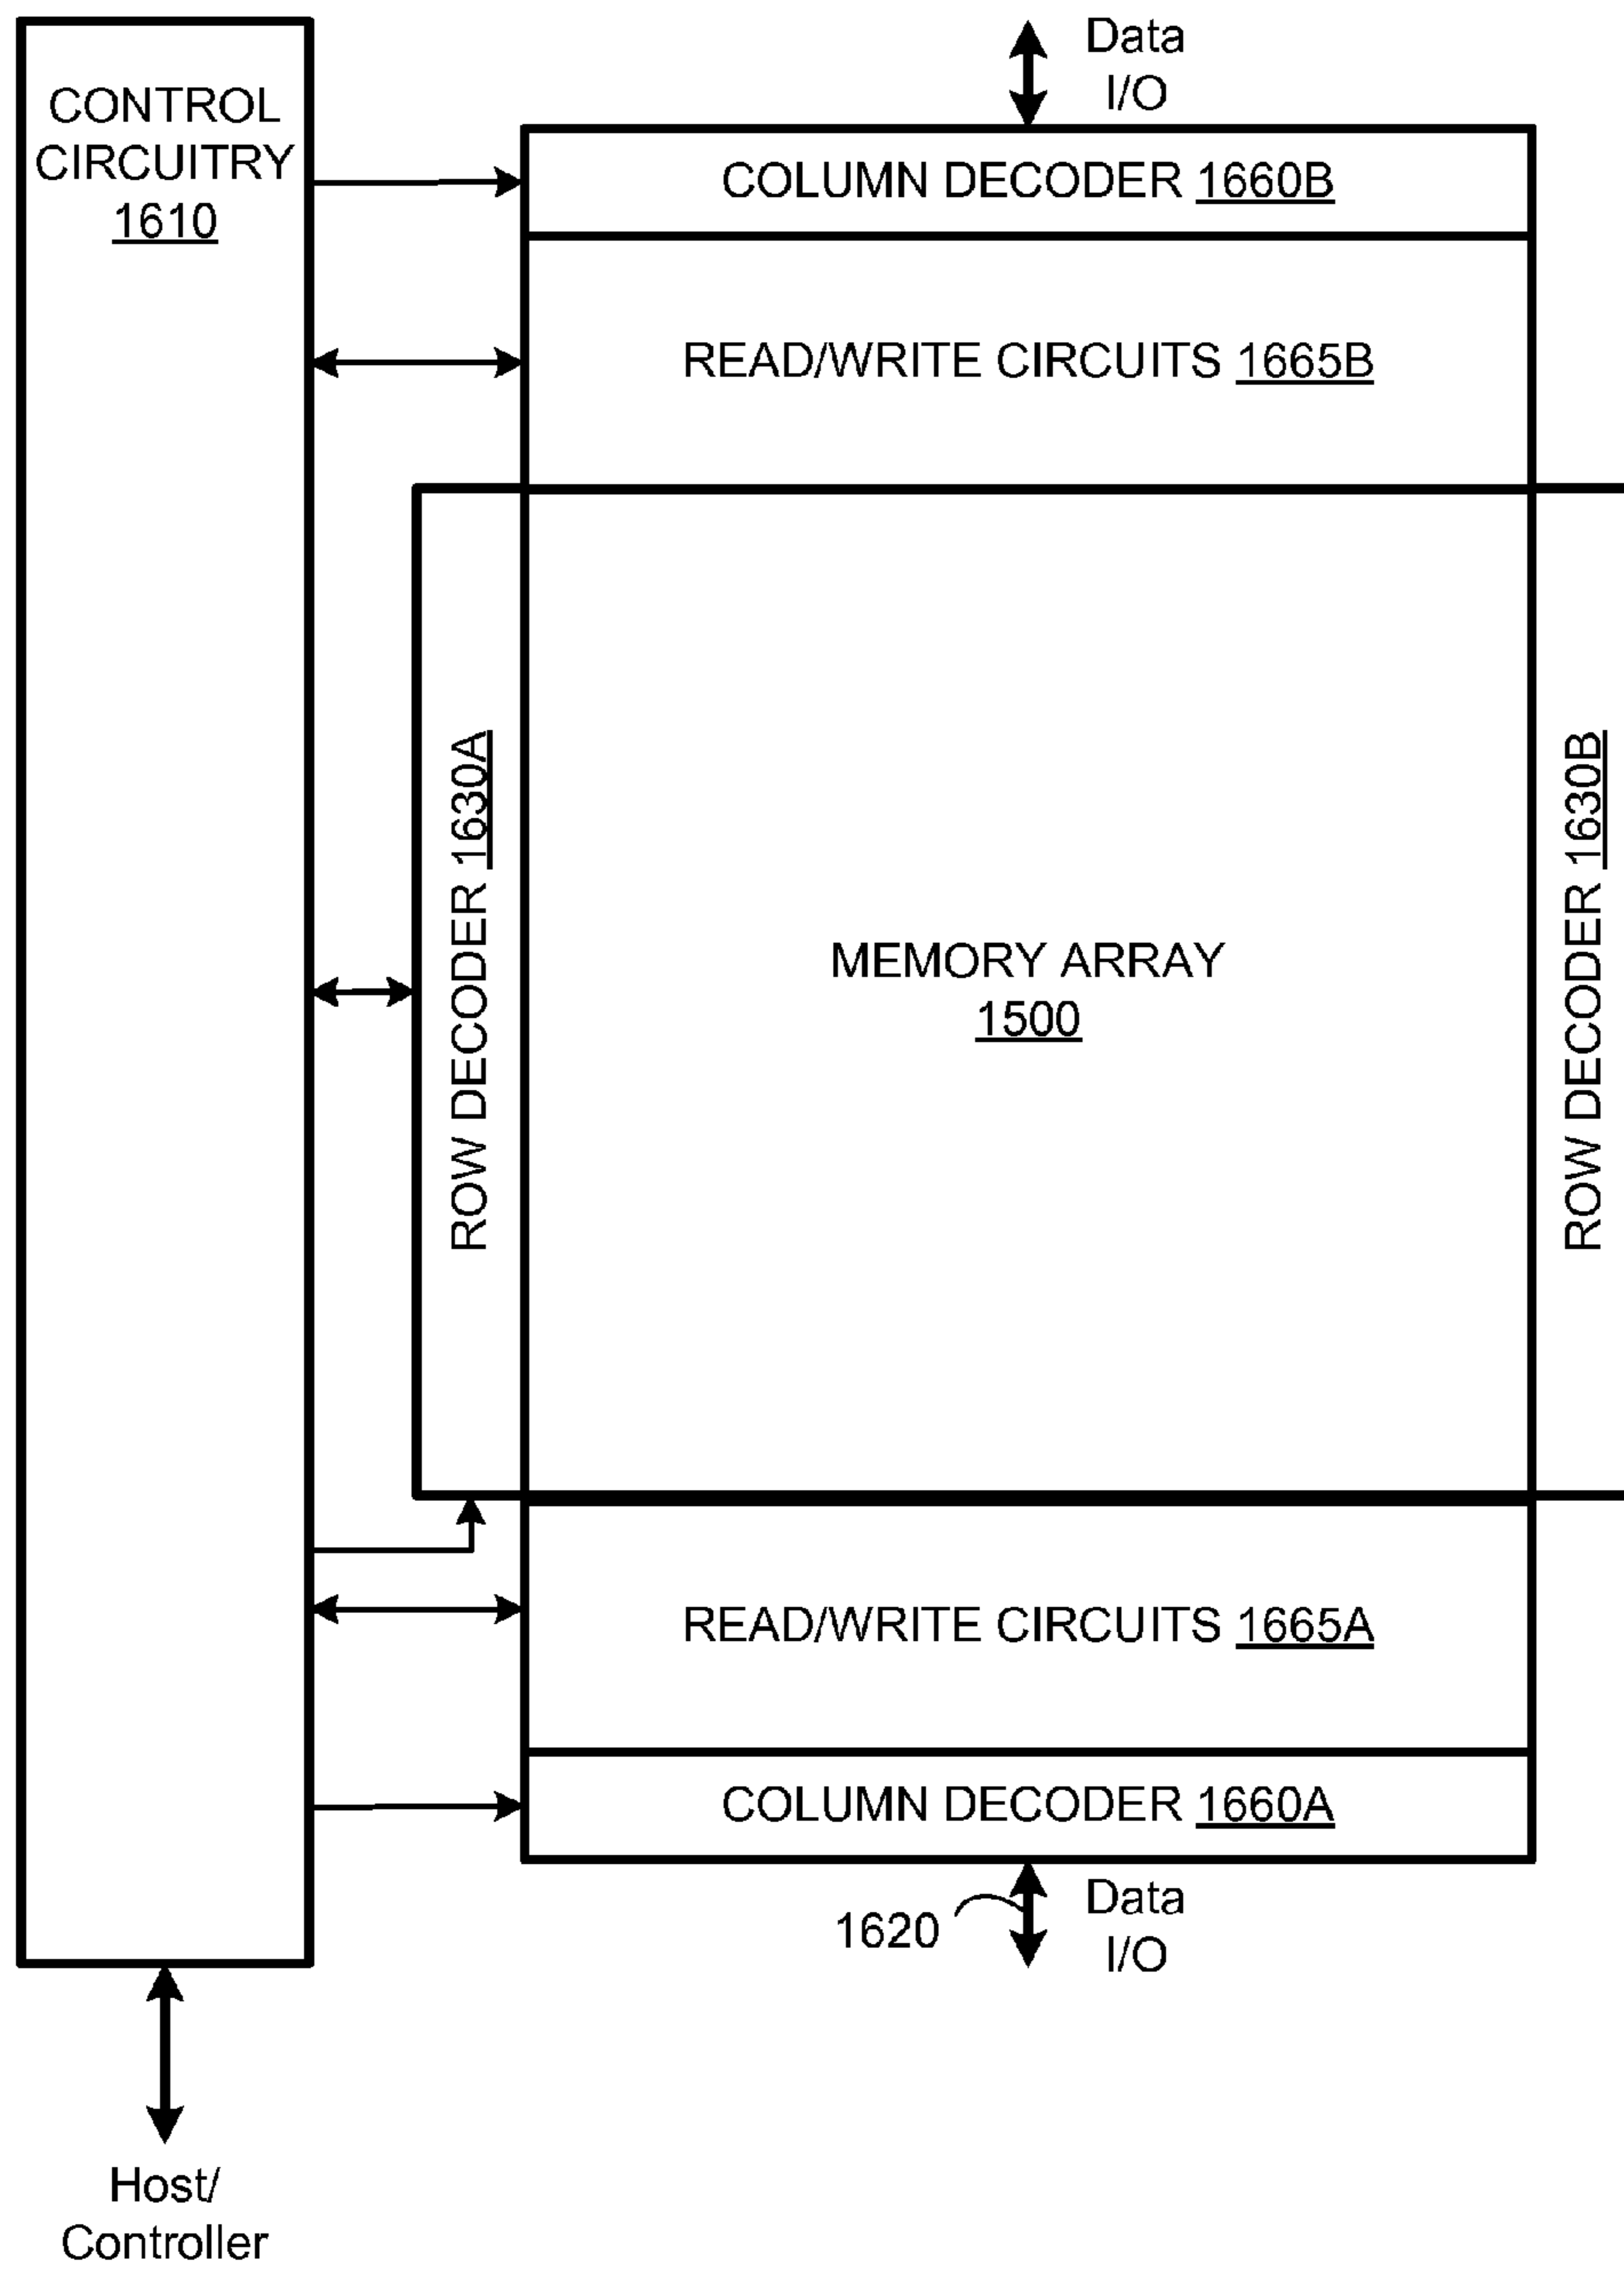 CONTROL
CIRCUITRY
1610
Data
I/O
COLUMN DECODER 1660B
READ/WRITE CIRCUITS 1665B
ROW DECODER 1630A
MEMORY ARRAY
1500
ROW DECODER 1630B
READ/WRITE CIRCUITS 1665A
COLUMN DECODER 1660A
1620
Data
I/O
Host/
Controller